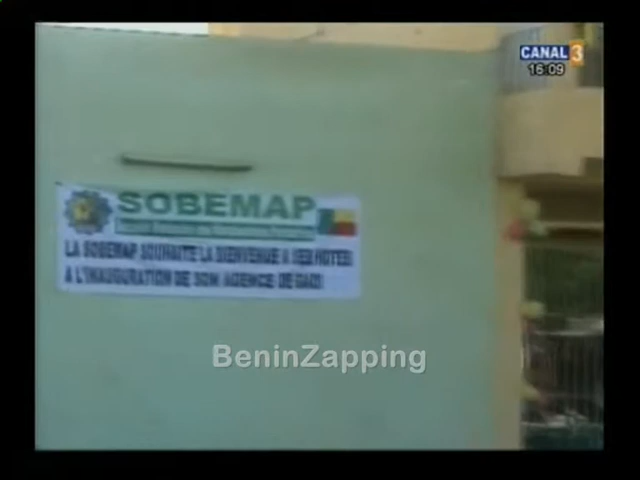 CANAL 3
16:09
SOBEMAP
LA SOBEMAP SOUHAITE LA BIENVENUE A SES HOTES
A L'INAUGURATION DE SON AGENCE DE
BeninZapping